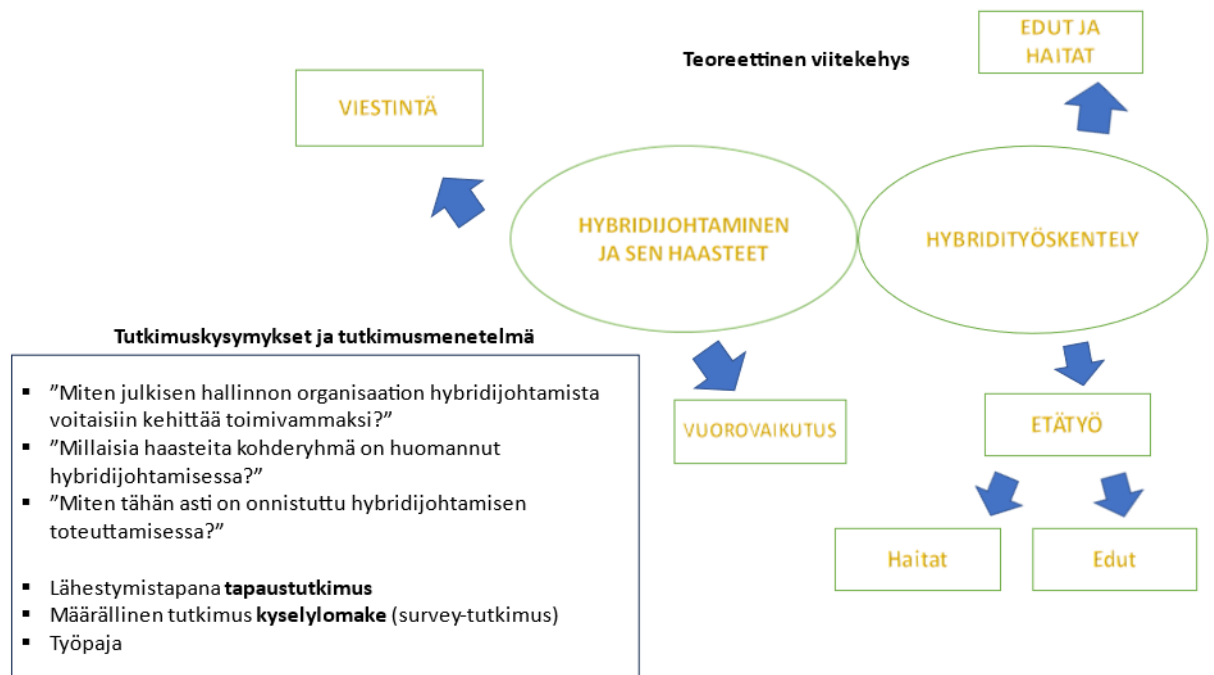 EDUT JA
HAITAT
Teoreettinen viitekehys
VIESTINTÄ
HYBRIDIJOHTAMINEN
JA SEN HAASTEET
HYBRIDITYÖSKENTELY
Tutkimuskysymykset ja tutkimusmenetelmä
▪ ”Miten julkisen hallinnon organisaation hybridijohtamista
voitaisiin kehittää toimivammaksi?”
▪ ”Millaisia haasteita kohderyhmä on huomannut
hybridijohtamisessa?”
▪ ”Miten tähän asti on onnistuttu hybridijohtamisen
toteuttamisessa?”
▪ Lähestymistapana tapaustutkimus
▪ Määrällinen tutkimus kyselylomake (survey-tutkimus)
▪ Työpaja
VUOROVAIKUTUS
ETÄTYÖ
Haitat
Edut